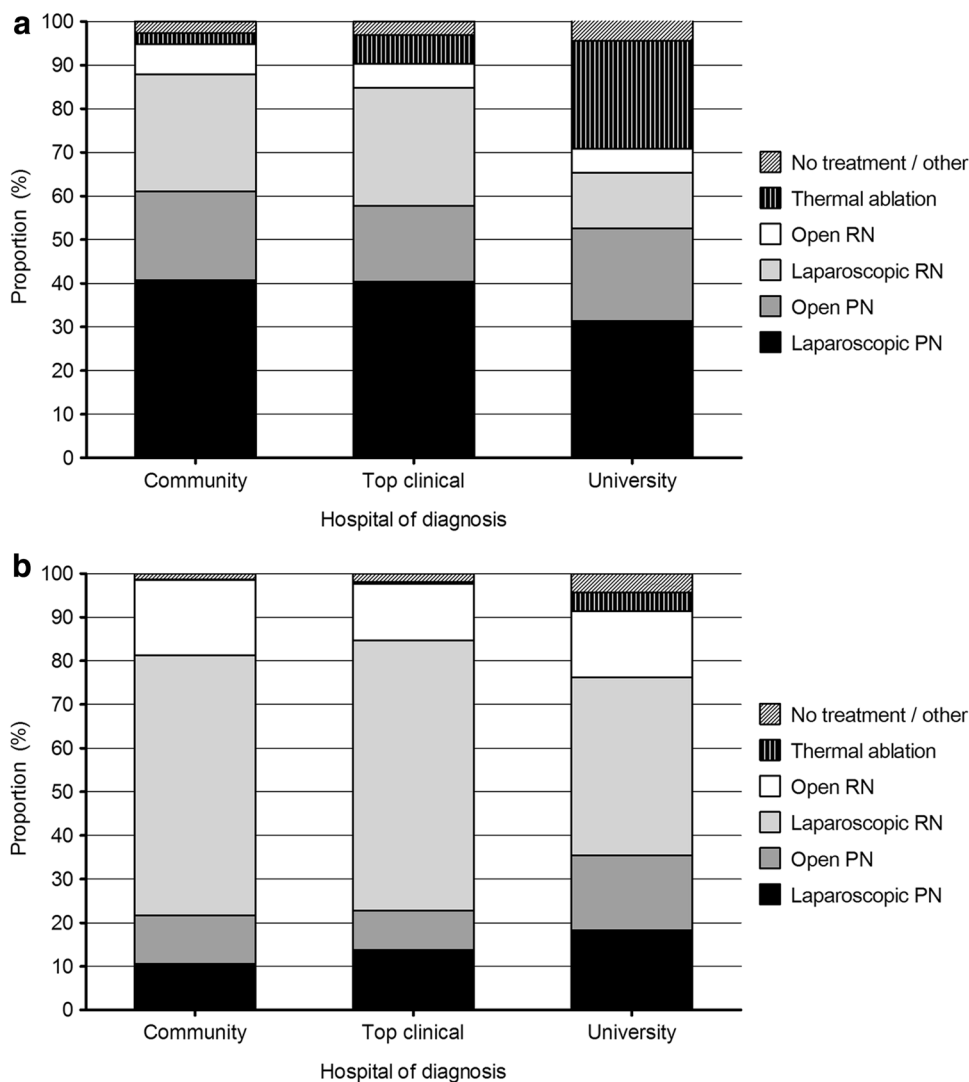 a
100
90
80
70
60
50
40
30
20
10
0
Proportion (%)
Community Top clinical University
Hospital of diagnosis
No treatment / other
Thermal ablation
Open RN
Laparoscopic RN
Open PN
Laparoscopic PN
b
100
90
80
70
60
50
40
30
20
10
0
Proportion (%)
Community Top clinical University
Hospital of diagnosis
No treatment / other
Thermal ablation
Open RN
Laparoscopic RN
Open PN
Laparoscopic PN